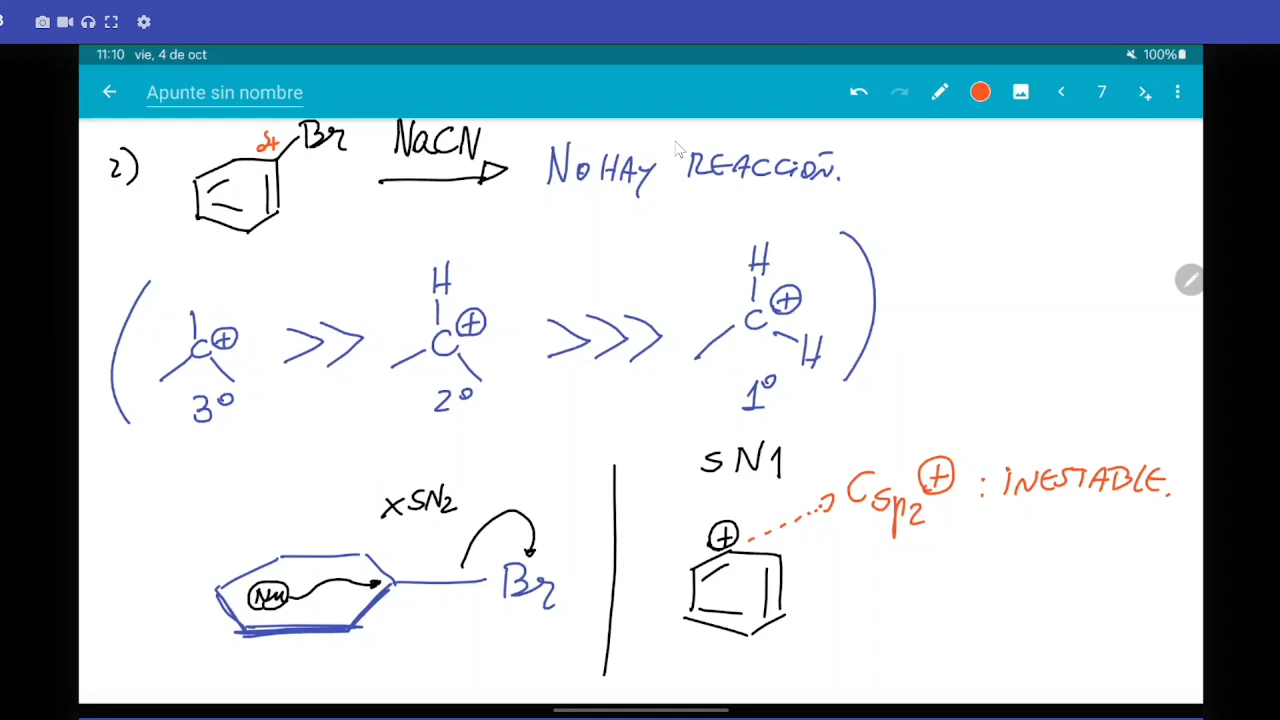 11:10 vie, 4 de oct 100%
Apunte sin nombre 7
2) δ+ Br NaCN NO HAY REACCIÓN.
H H
C+ >> C+ >>> C+
H
3° 2° 1°
SN1
xSN2 Csp2+ : INESTABLE.
+
Nu Br